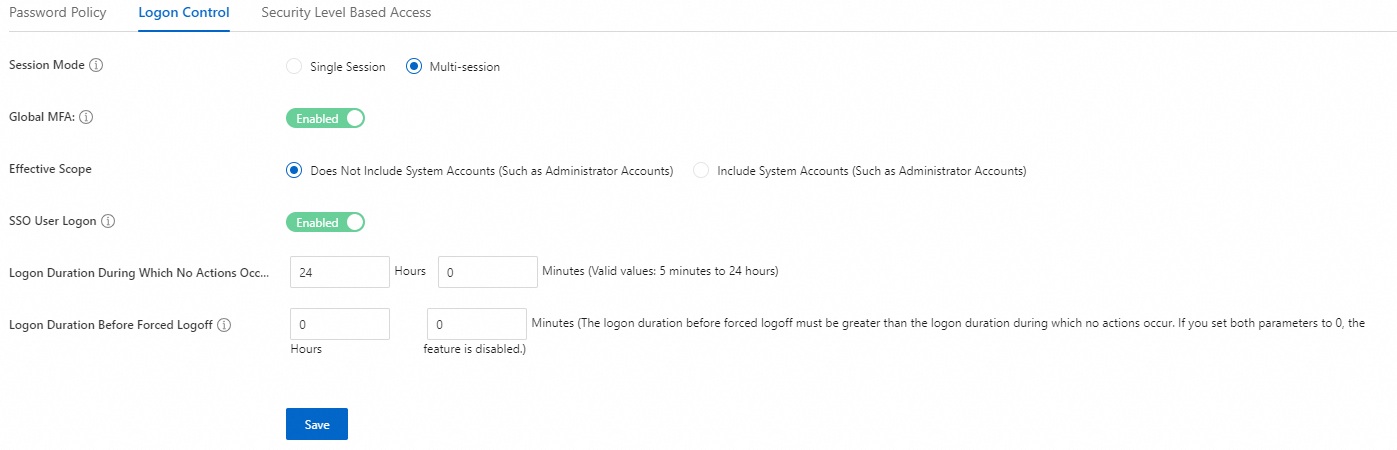 Password Policy Logon Control Security Level Based Access
Session Mode Single Session Multi-session
Global MFA: Enabled
Effective Scope Does Not Include System Accounts (Such as Administrator Accounts) Include System Accounts (Such as Administrator Accounts)
SSO User Logon Enabled
Logon Duration During Which No Actions Occ... 24 Hours 0 Minutes (Valid values: 5 minutes to 24 hours)
Logon Duration Before Forced Logoff 0 0 Minutes (The logon duration before forced logoff must be greater than the logon duration during which no actions occur. If you set both parameters to 0, the
Hours feature is disabled.)
Save